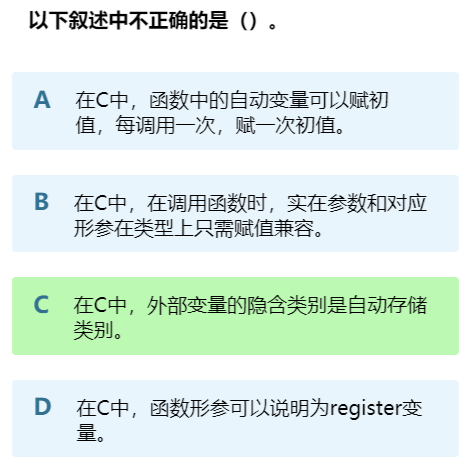 以下叙述中不正确的是（）。
A 在C中，函数中的自动变量可以赋初
值，每调用一次，赋一次初值。
B 在C中，在调用函数时，实在参数和对应
形参在类型上只需赋值兼容。
C 在C中，外部变量的隐含类别是自动存储
类别。
D 在C中，函数形参可以说明为register变
量。